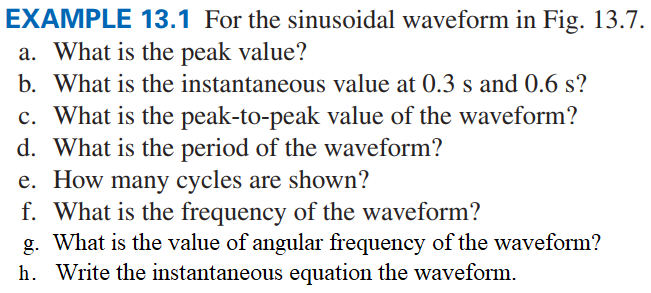 EXAMPLE 13.1 For the sinusoidal waveform in Fig. 13.7.
a. What is the peak value?
b. What is the instantaneous value at 0.3 s and 0.6 s?
c. What is the peak-to-peak value of the waveform?
d. What is the period of the waveform?
e. How many cycles are shown?
f. What is the frequency of the waveform?
g. What is the value of angular frequency of the waveform?
h. Write the instantaneous equation the waveform.